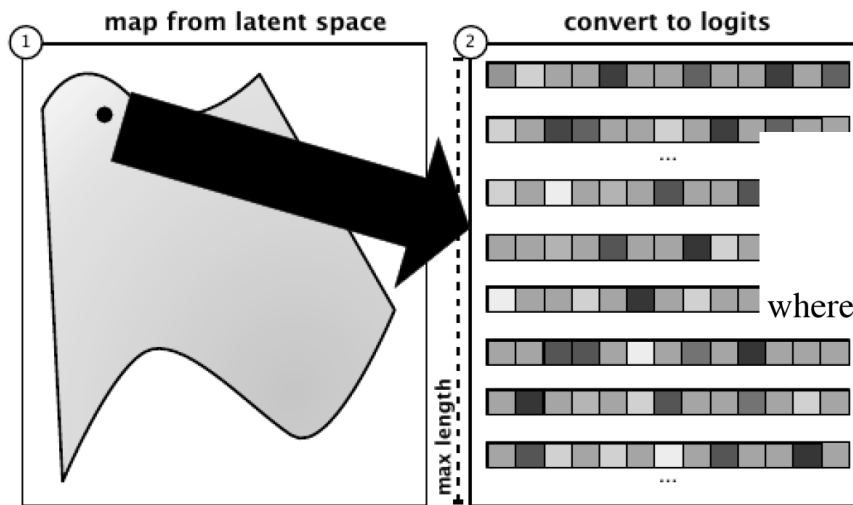 map from latent space
1
convert to logits
2
...
where
max length
...